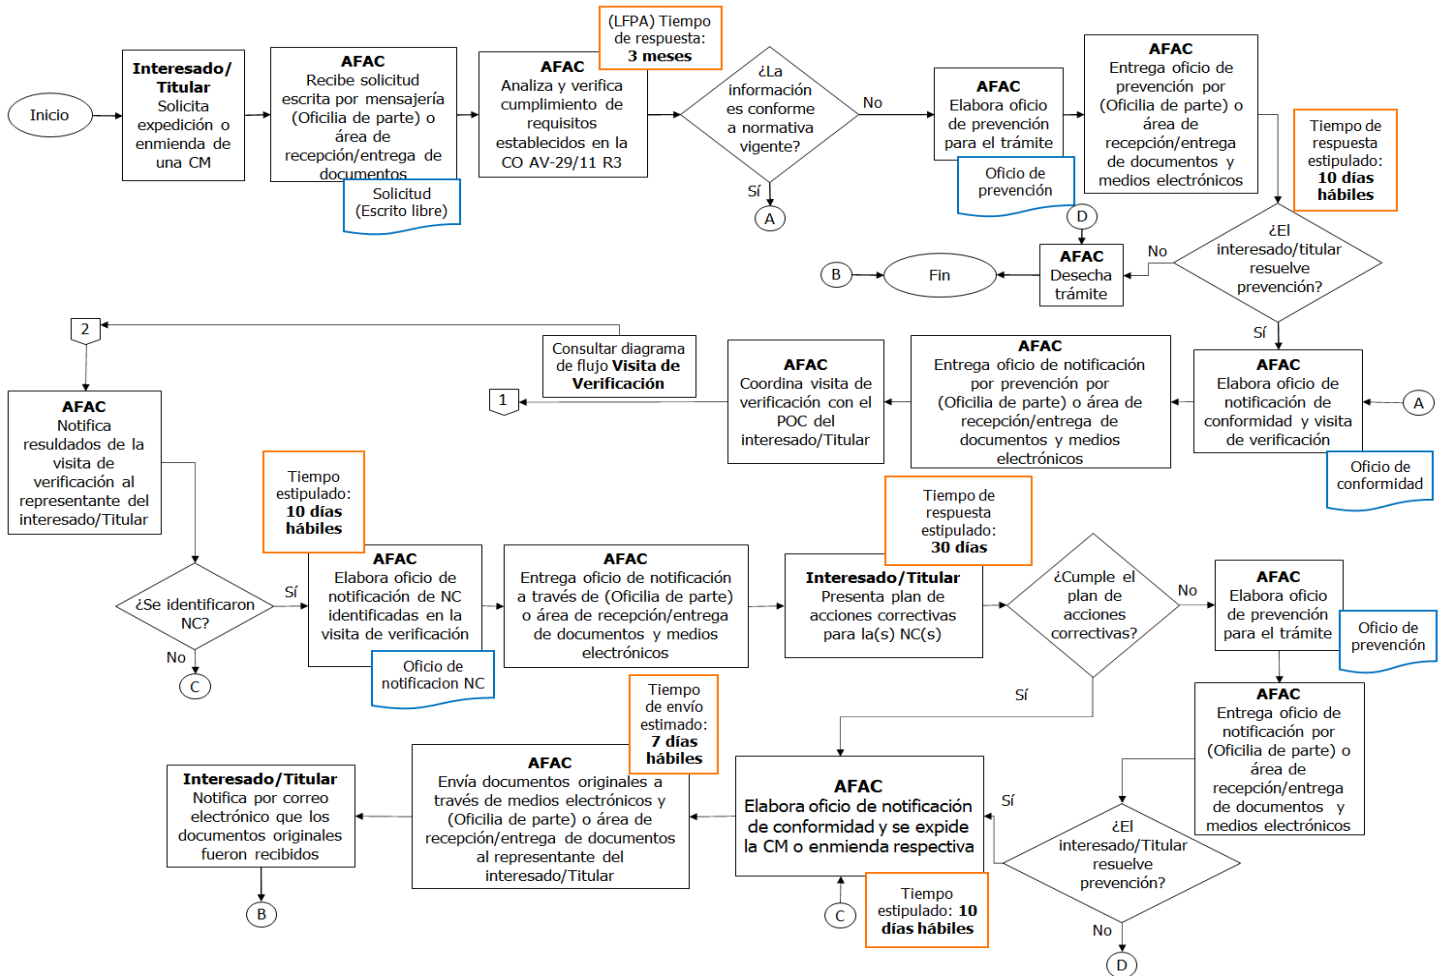 Inicio
Interesado/
Titular
Solicita
expedición o
enmienda de
una CM
AFAC
Recibe solicitud
escrita por mensajería
(Oficilia de parte) o
área de
recepción/entrega de
documentos
Solicitud
(Escrito libre)
(LFPA) Tiempo
de respuesta:
3 meses
AFAC
Analiza y verifica
cumplimiento de
requisitos
establecidos en la
CO AV-29/11 R3
¿La
información
es conforme
a normativa
vigente?
No
Sí
A
AFAC
Elabora oficio
de prevención
para el trámite
Oficio de
prevención
AFAC
Entrega oficio de
prevención por
(Oficilia de parte) o
área de
recepción/entrega
de documentos y
medios electrónicos
Tiempo de
respuesta
estipulado:
10 días
hábiles
¿El
interesado/titular
resuelve
prevención?
No
Sí
D
AFAC
Desecha
trámite
Fin
B
A
AFAC
Elabora oficio de
notificación de
conformidad y visita
de verificación
Oficio de
conformidad
AFAC
Entrega oficio de notificación
por prevención por
(Oficilia de parte) o área de
recepción/entrega de
documentos y medios
electrónicos
AFAC
Coordina visita de
verificación con el
POC del
interesado/Titular
1
Consultar diagrama
de flujo Visita de
Verificación
2
AFAC
Notifica
resuldados de la
visita de
verificación al
representante del
interesado/Titular
¿Se identificaron
NC?
Sí
No
C
Tiempo
estipulado:
10 días
hábiles
AFAC
Elabora oficio de
notificación de NC
identificadas en la
visita de verificación
Oficio de
notificacion NC
AFAC
Entrega oficio de notificación
a través de (Oficilia de parte)
o área de recepción/entrega
de documentos y medios
electrónicos
Tiempo de
respuesta
estipulado:
30 días
Interesado/Titular
Presenta plan de
acciones correctivas
para la(s) NC(s)
¿Cumple el
plan de
acciones
correctivas?
No
Sí
AFAC
Elabora oficio
de prevención
para el trámite
Oficio de
prevención
AFAC
Entrega oficio de
notificación por
(Oficilia de parte) o
área de
recepción/entrega
de documentos y
medios electrónicos
¿El
interesado/Titular
resuelve
prevención?
Sí
No
D
AFAC
Elabora oficio de notificación
de conformidad y se expide
la CM o enmienda respectiva
C
Tiempo
estipulado: 10
días hábiles
Tiempo
de envío
estimado:
7 días
hábiles
AFAC
Envía documentos originales a
través de medios electrónicos y
(Oficilia de parte) o área de
recepción/entrega de documentos
al representante del
interesado/Titular
Interesado/Titular
Notifica por correo
electrónico que los
documentos originales
fueron recibidos
B